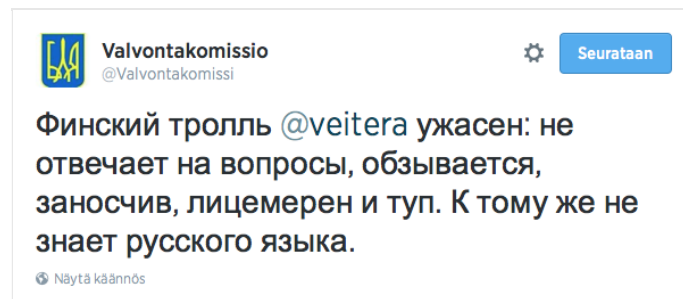 Valvontakomissio
@Valvontakomissi
Seurataan
Финский тролль @veitera ужасен: не
отвечает на вопросы, обзывается,
заносчив, лицемерен и туп. К тому же не
знает русского языка.
Näytä käännös